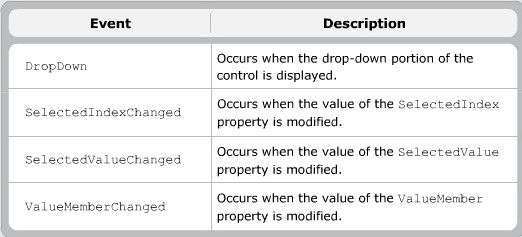 Event Description
DropDown
Occurs when the drop-down portion of the
control is displayed.
SelectedIndexChanged
Occurs when the value of the SelectedIndex
property is modified.
SelectedValueChanged
Occurs when the value of the SelectedValue
property is modified.
ValueMemberChanged
Occurs when the value of the ValueMember
property is modified.